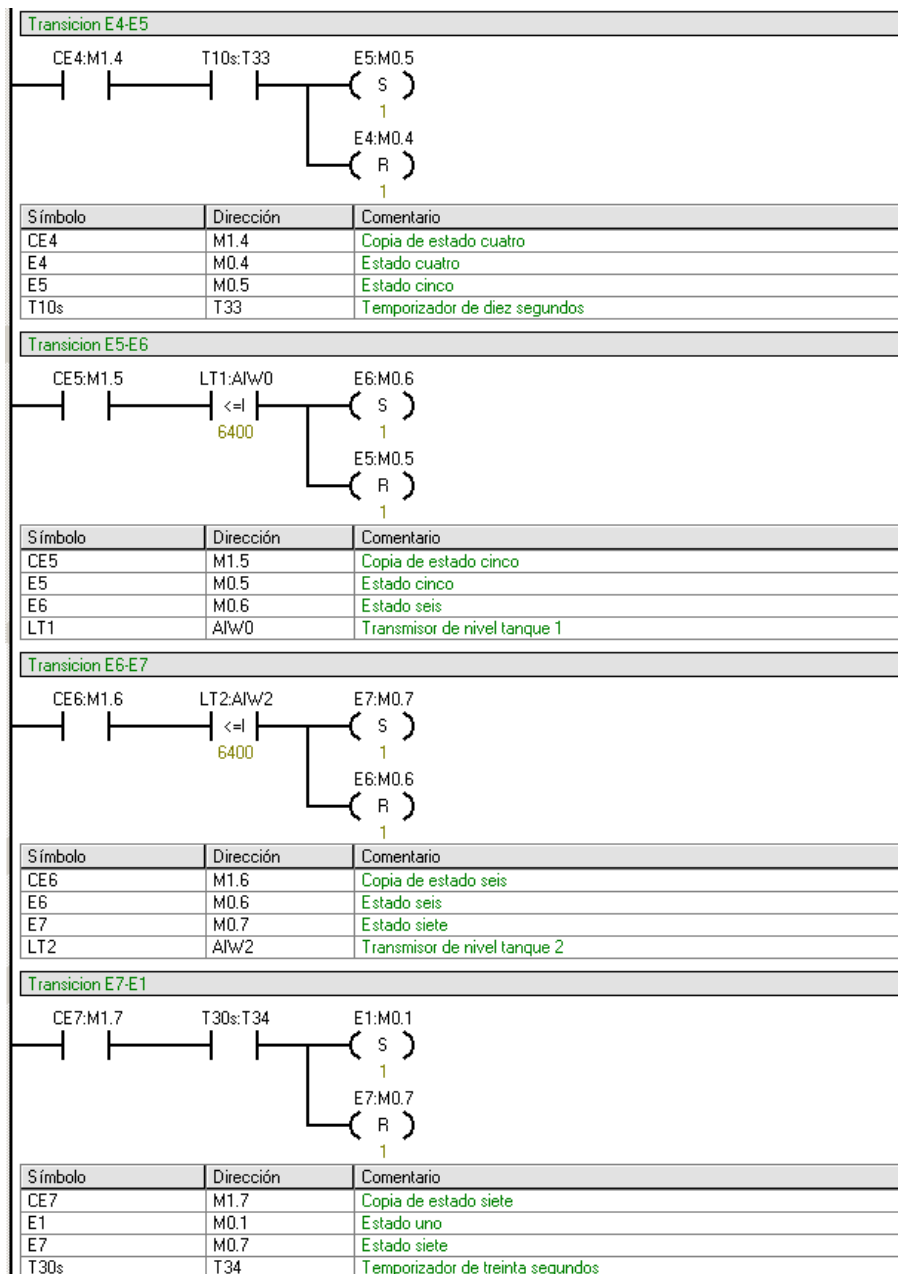 Transicion E4-E5
CE4:M1.4 T10s:T33 E5:M0.5
S
1
E4:M0.4
R
1
Símbolo Dirección Comentario
CE4 M1.4 Copia de estado cuatro
E4 M0.4 Estado cuatro
E5 M0.5 Estado cinco
T10s T33 Temporizador de diez segundos
Transicion E5-E6
CE5:M1.5 LT1:AIW0 E6:M0.6
<=I S
6400 1
E5:M0.5
R
1
Símbolo Dirección Comentario
CE5 M1.5 Copia de estado cinco
E5 M0.5 Estado cinco
E6 M0.6 Estado seis
LT1 AIW0 Transmisor de nivel tanque 1
Transicion E6-E7
CE6:M1.6 LT2:AIW2 E7:M0.7
<=I S
6400 1
E6:M0.6
R
1
Símbolo Dirección Comentario
CE6 M1.6 Copia de estado seis
E6 M0.6 Estado seis
E7 M0.7 Estado siete
LT2 AIW2 Transmisor de nivel tanque 2
Transicion E7-E1
CE7:M1.7 T30s:T34 E1:M0.1
S
1
E7:M0.7
R
1
Símbolo Dirección Comentario
CE7 M1.7 Copia de estado siete
E1 M0.1 Estado uno
E7 M0.7 Estado siete
T30s T34 Temporizador de treinta segundos